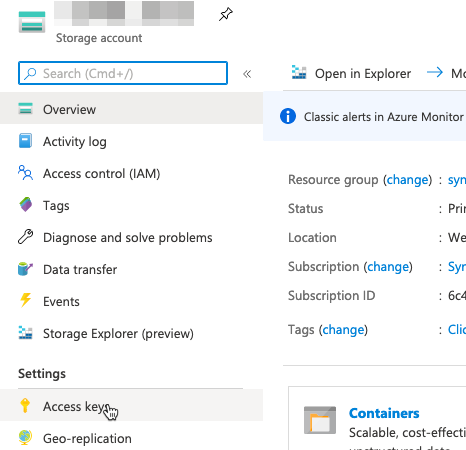 Storage account
Search (Cmd+/)
«
Overview
Activity log
Access control (IAM)
Tags
Diagnose and solve problems
Data transfer
Events
Storage Explorer (preview)
Settings
Access keys
Geo-replication
Open in Explorer
Classic alerts in Azure Monitor
Resource group (change) : syn
Status : Pri
Location : We
Subscription (change) : Syn
Subscription ID : 6c4
Tags (change) : Clic
Containers
Scalable, cost-effecti